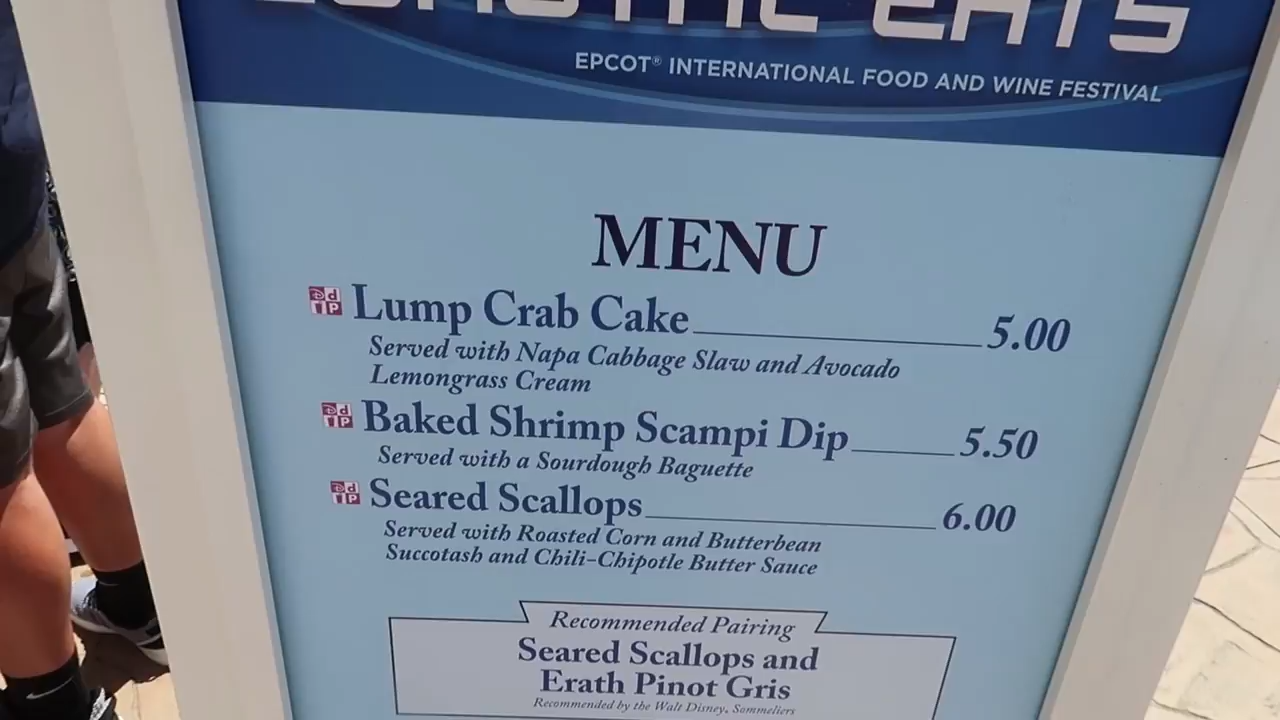 COASTAL EATS
EPCOT® INTERNATIONAL FOOD AND WINE FESTIVAL
MENU
Lump Crab Cake 5.00
Served with Napa Cabbage Slaw and Avocado
Lemongrass Cream
Baked Shrimp Scampi Dip 5.50
Served with a Sourdough Baguette
Seared Scallops 6.00
Served with Roasted Corn and Butterbean
Succotash and Chili-Chipotle Butter Sauce
Recommended Pairing
Seared Scallops and
Erath Pinot Gris
Recommended by the Walt Disney, Sommeliers